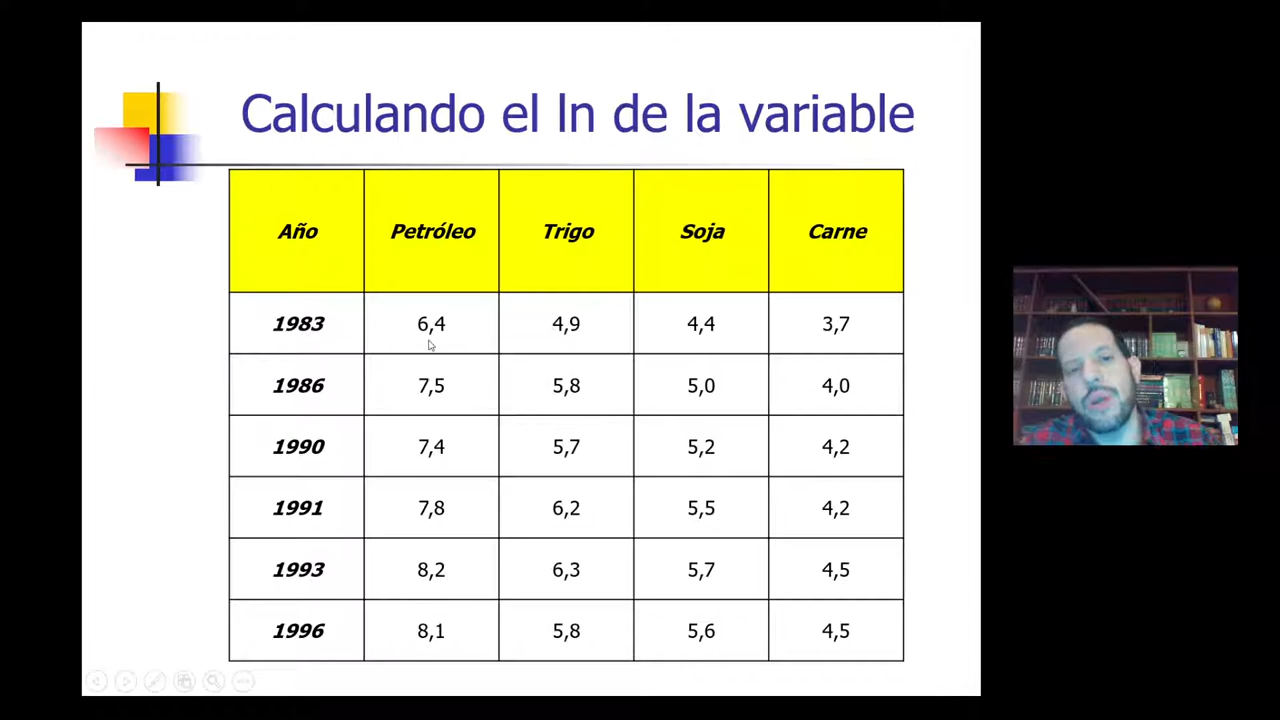 Calculando el ln de la variable
Año Petróleo Trigo Soja Carne
1983 6,4 4,9 4,4 3,7
1986 7,5 5,8 5,0 4,0
1990 7,4 5,7 5,2 4,2
1991 7,8 6,2 5,5 4,2
1993 8,2 6,3 5,7 4,5
1996 8,1 5,8 5,6 4,5